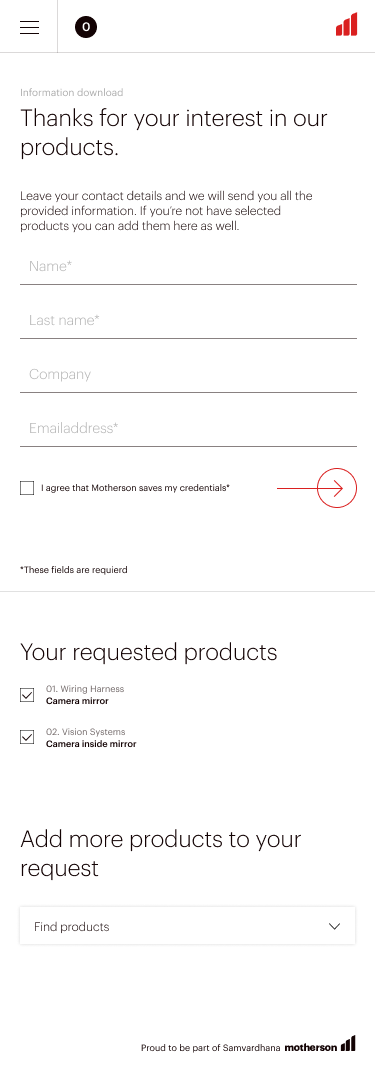 0
Information download
Thanks for your interest in our
products.
Leave your contact details and we will send you all the
provided information. If you're not have selected
products you can add them here as well.
Name*
Last name*
Company
Emailaddress*
I agree that Motherson saves my credentials*
*These fields are requierd
Your requested products
01. Wiring Harness
Camera mirror
02. Vision Systems
Camera inside mirror
Add more products to your
request
Find products
Proud to be part of Samvardhana motherson